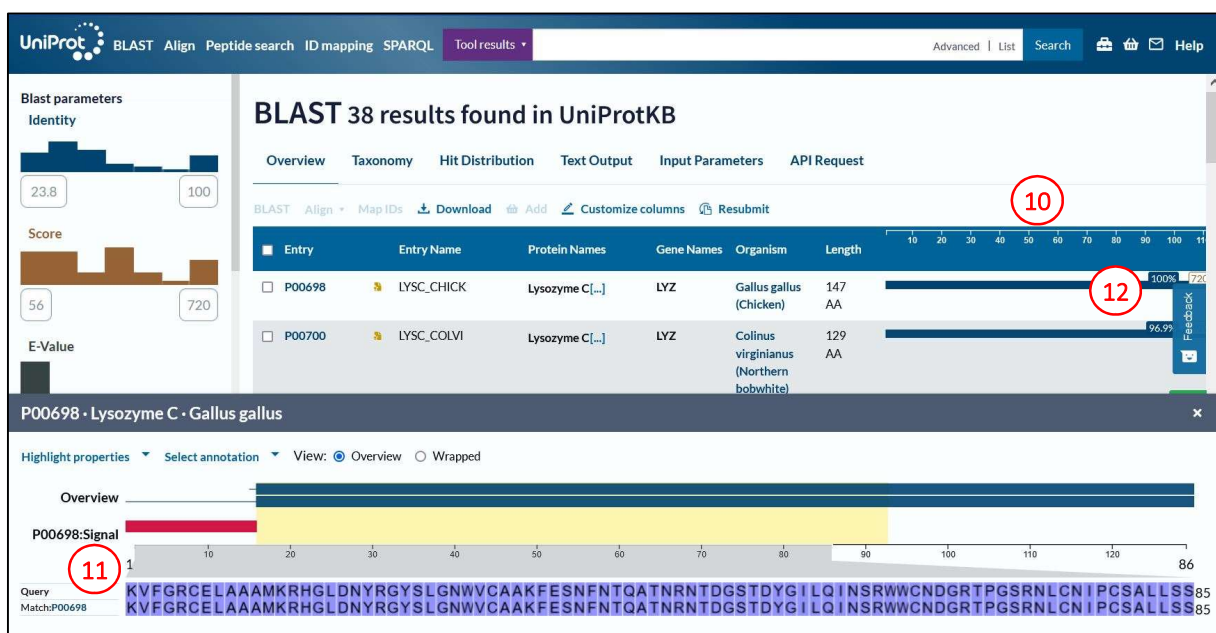 UniProt BLAST Align Peptide search ID mapping SPARQL Tool results Advanced | List Search Help
Blast parameters
Identity
23.8 100
Score
56 720
E-Value
BLAST 38 results found in UniProtKB
Overview Taxonomy Hit Distribution Text Output Input Parameters API Request
BLAST Align Map IDs Download Add Customize columns Resubmit
10
Entry Entry Name Protein Names Gene Names Organism Length 10 20 30 40 50 60 70 80 90 100
P00698 LYSC_CHICK Lysozyme C[...] LYZ Gallus gallus 147 100% 720
(Chicken) AA
12
P00700 LYSC_COLVI Lysozyme C[...] LYZ Colinus 129 96.9%
virginianus AA
(Northern
bobwhite)
Feedback
P00698 · Lysozyme C · Gallus gallus ×
Highlight properties Select annotation View: Overview Wrapped
Overview
P00698:Signal
10 20 30 40 50 60 70 80 90 100 110 120
11
1 86
Query KVFGRCELAAAMKRHGLDNYRGYSLGNWVCAAKFESNFNTQATNRNTDGSTDYGILQINSRWWCNDGRTPGSRNLCNIPCSALLSS85
Match:P00698 KVFGRCELAAAMKRHGLDNYRGYSLGNWVCAAKFESNFNTQATNRNTDGSTDYGILQINSRWWCNDGRTPGSRNLCNIPCSALLSS85